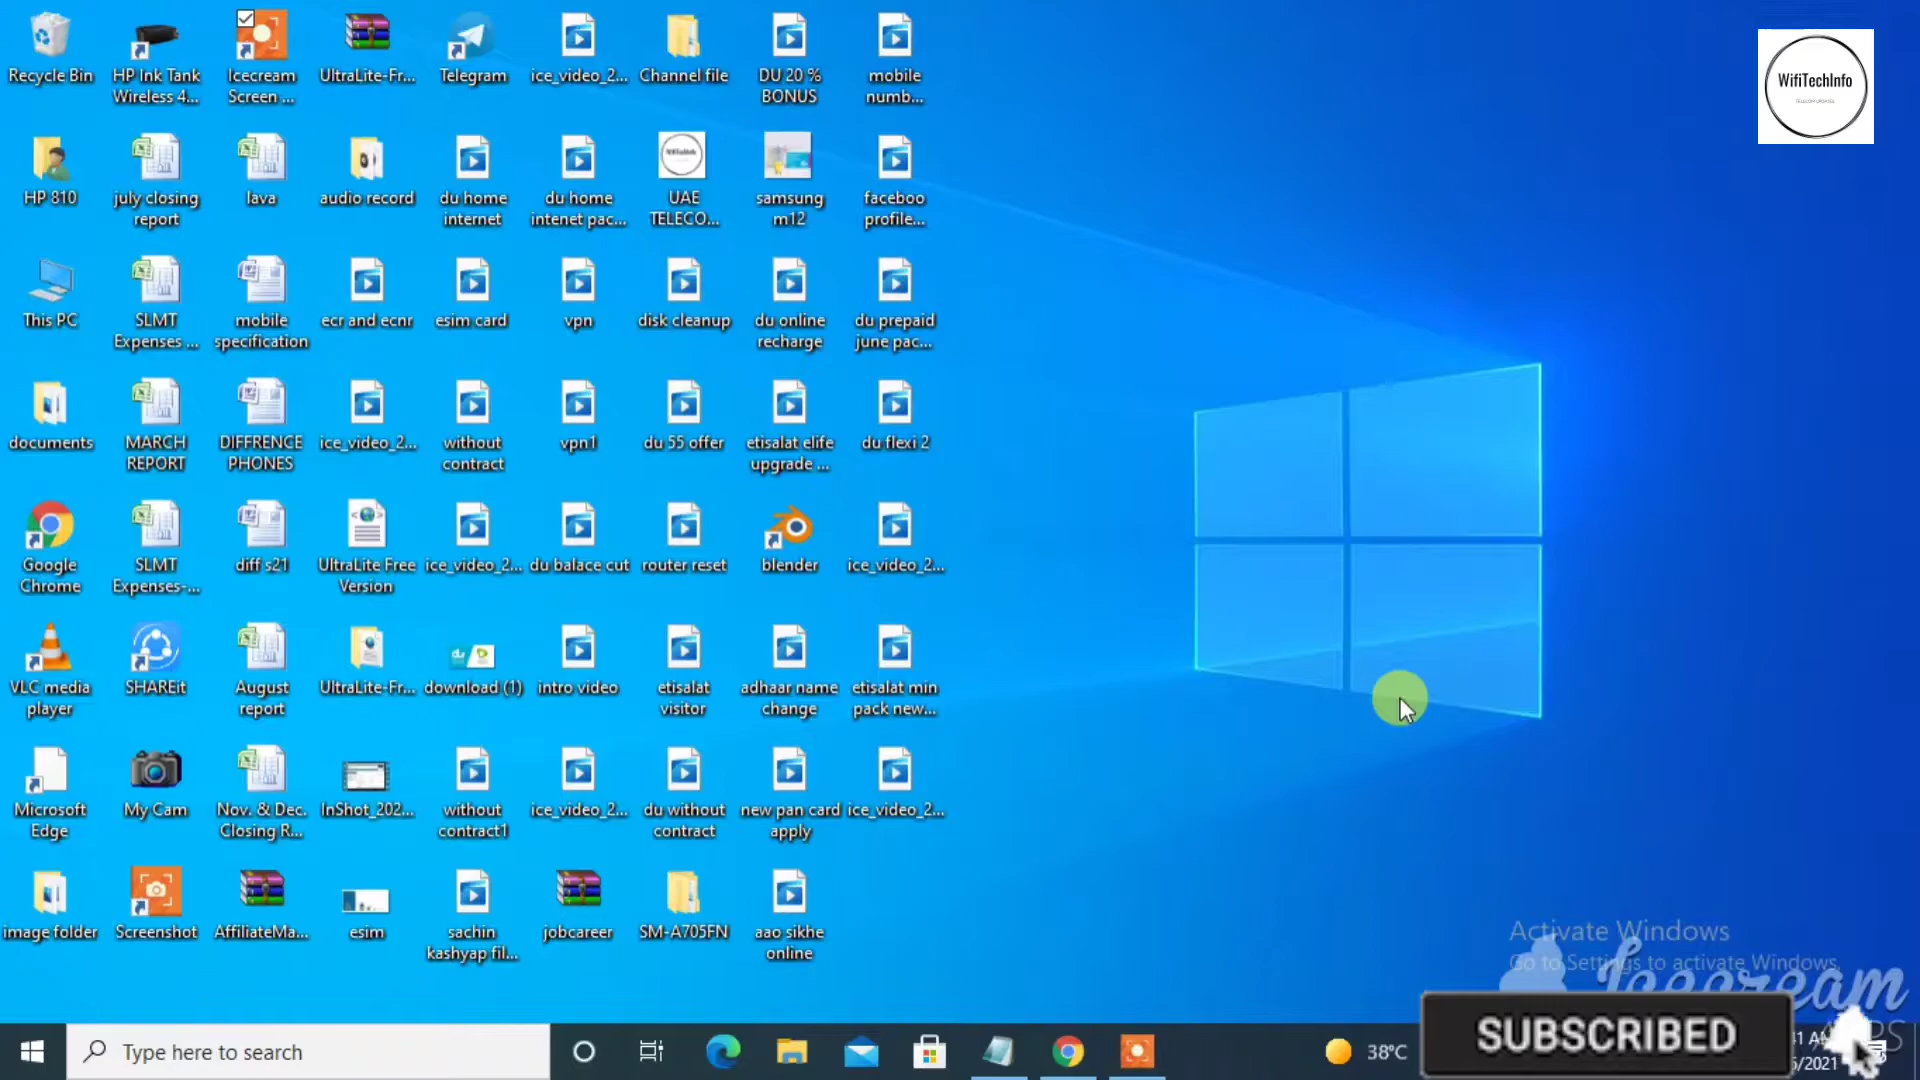 Recycle Bin
HP Ink Tank
Wireless 4...
Icecream
Screen ...
UltraLite-Fr...
Telegram
ice_video_2...
Channel file
DU 20 %
BONUS
mobile
numb...
WifiTechInfo
HP 810
july closing
report
lava
audio record
du home
internet
du home
intenet pac...
UAE
TELECO...
samsung
m12
faceboo
profile...
This PC
SLMT
Expenses ...
mobile
specification
ecr and ecnr
esim card
vpn
disk cleanup
du online
recharge
du prepaid
june pac...
documents
MARCH
REPORT
DIFFRENCE
PHONES
ice_video_2...
without
contract
vpn1
du 55 offer
etisalat elife
upgrade ...
du flexi 2
Google
Chrome
SLMT
Expenses-...
diff s21
UltraLite Free
Version
ice_video_2...
du balace cut
router reset
blender
ice_video_2...
VLC media
player
SHAREit
August
report
UltraLite-Fr...
download (1)
intro video
etisalat
visitor
adhaar name
change
etisalat min
pack new...
Microsoft
Edge
My Cam
Nov. & Dec.
Closing R...
InShot_202...
without
contract1
ice_video_2...
du without
contract
new pan card
apply
ice_video_2...
image folder
Screenshot
AffiliateMa...
esim
sachin
kashyap fil...
jobcareer
SM-A705FN
aao sikhe
online
Activate Windows
Go to Settings to activate Windows.
Icecream
SUBSCRIBED
Type here to search
38°C